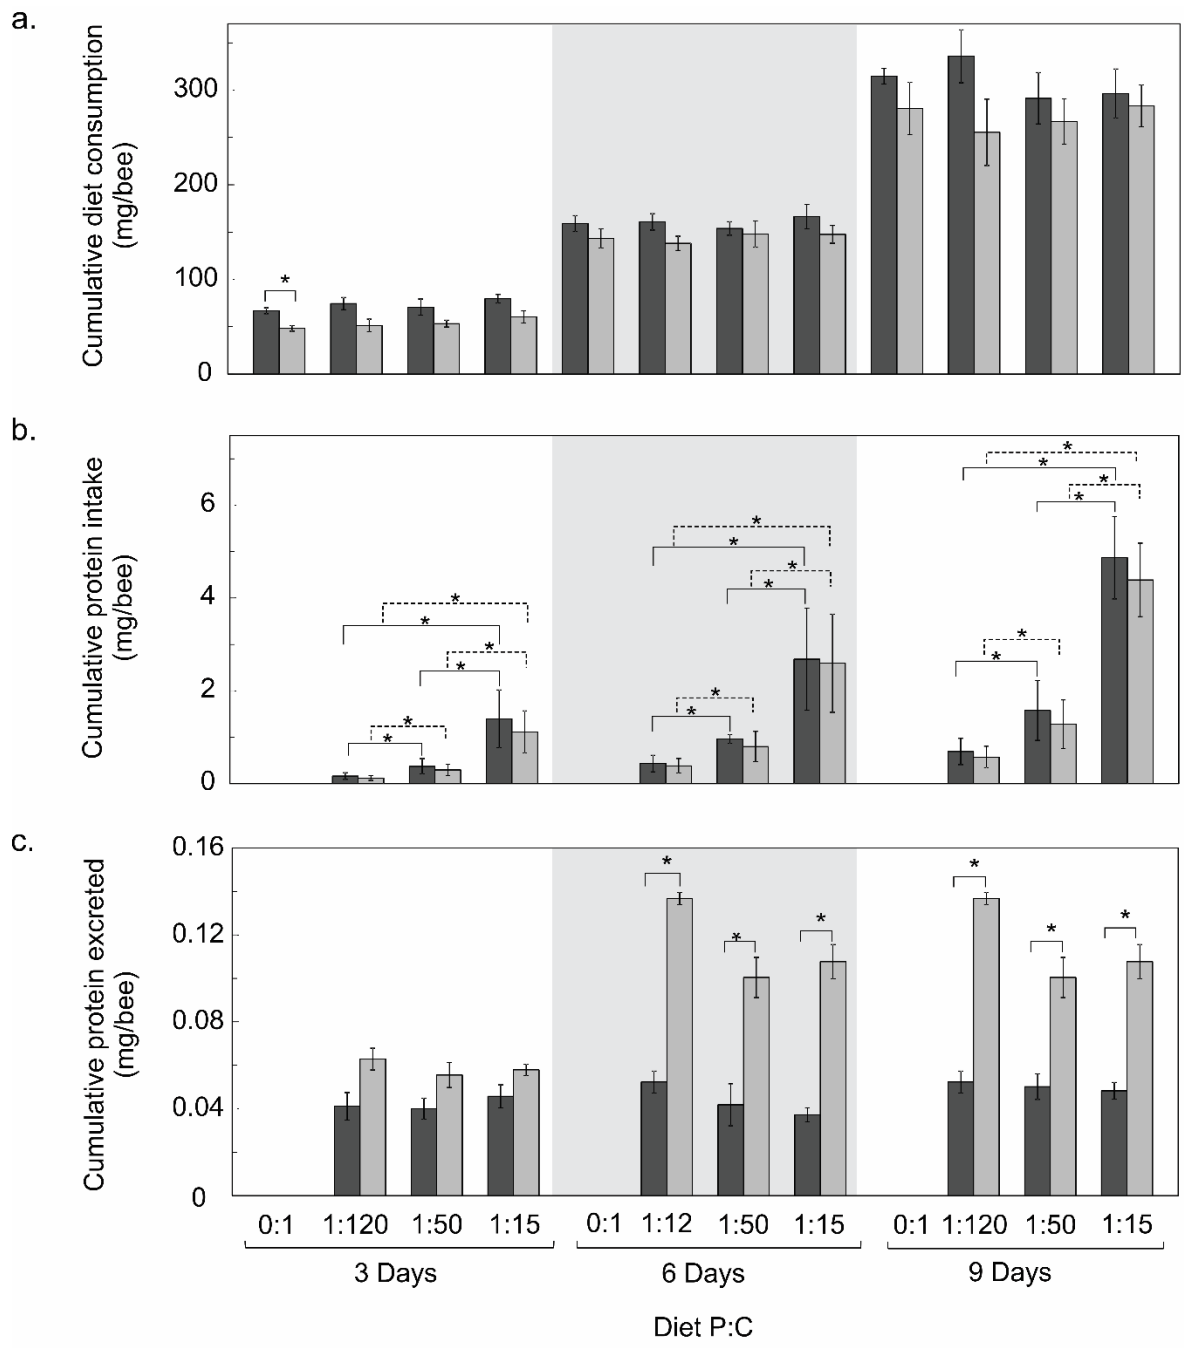 a.
Cumulative diet consumption
(mg/bee)
300
200
100
0
*
b.
Cumulative protein intake
(mg/bee)
6
4
2
0
* * * * * *
* * * * * *
* * * * * *
c.
Cumulative protein excreted
(mg/bee)
0.16
0.12
0.08
0.04
0
* * * * * *
0:1 1:120 1:50 1:15 0:1 1:12 1:50 1:15 0:1 1:120 1:50 1:15
3 Days 6 Days 9 Days
Diet P:C